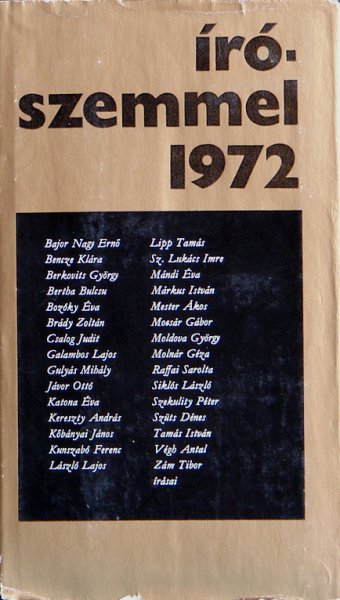 író-
szemmel
1972
Bajor Nagy Ernő
Bencze Klára
Berkovits György
Bertha Bulcsu
Bozóky Éva
Brády Zoltán
Csalog Judit
Galambos Lajos
Gulyás Mihály
Jávor Ottó
Katona Éva
Kereszty András
Kőbányai János
Kunszabó Ferenc
László Lajos
Lipp Tamás
Sz. Lukács Imre
Mándi Éva
Márkus István
Mester Ákos
Mocsár Gábor
Moldova György
Molnár Géza
Raffai Sarolta
Siklós László
Szekulity Péter
Szüts Dénes
Tamás István
Végh Antal
Zám Tibor
írásai